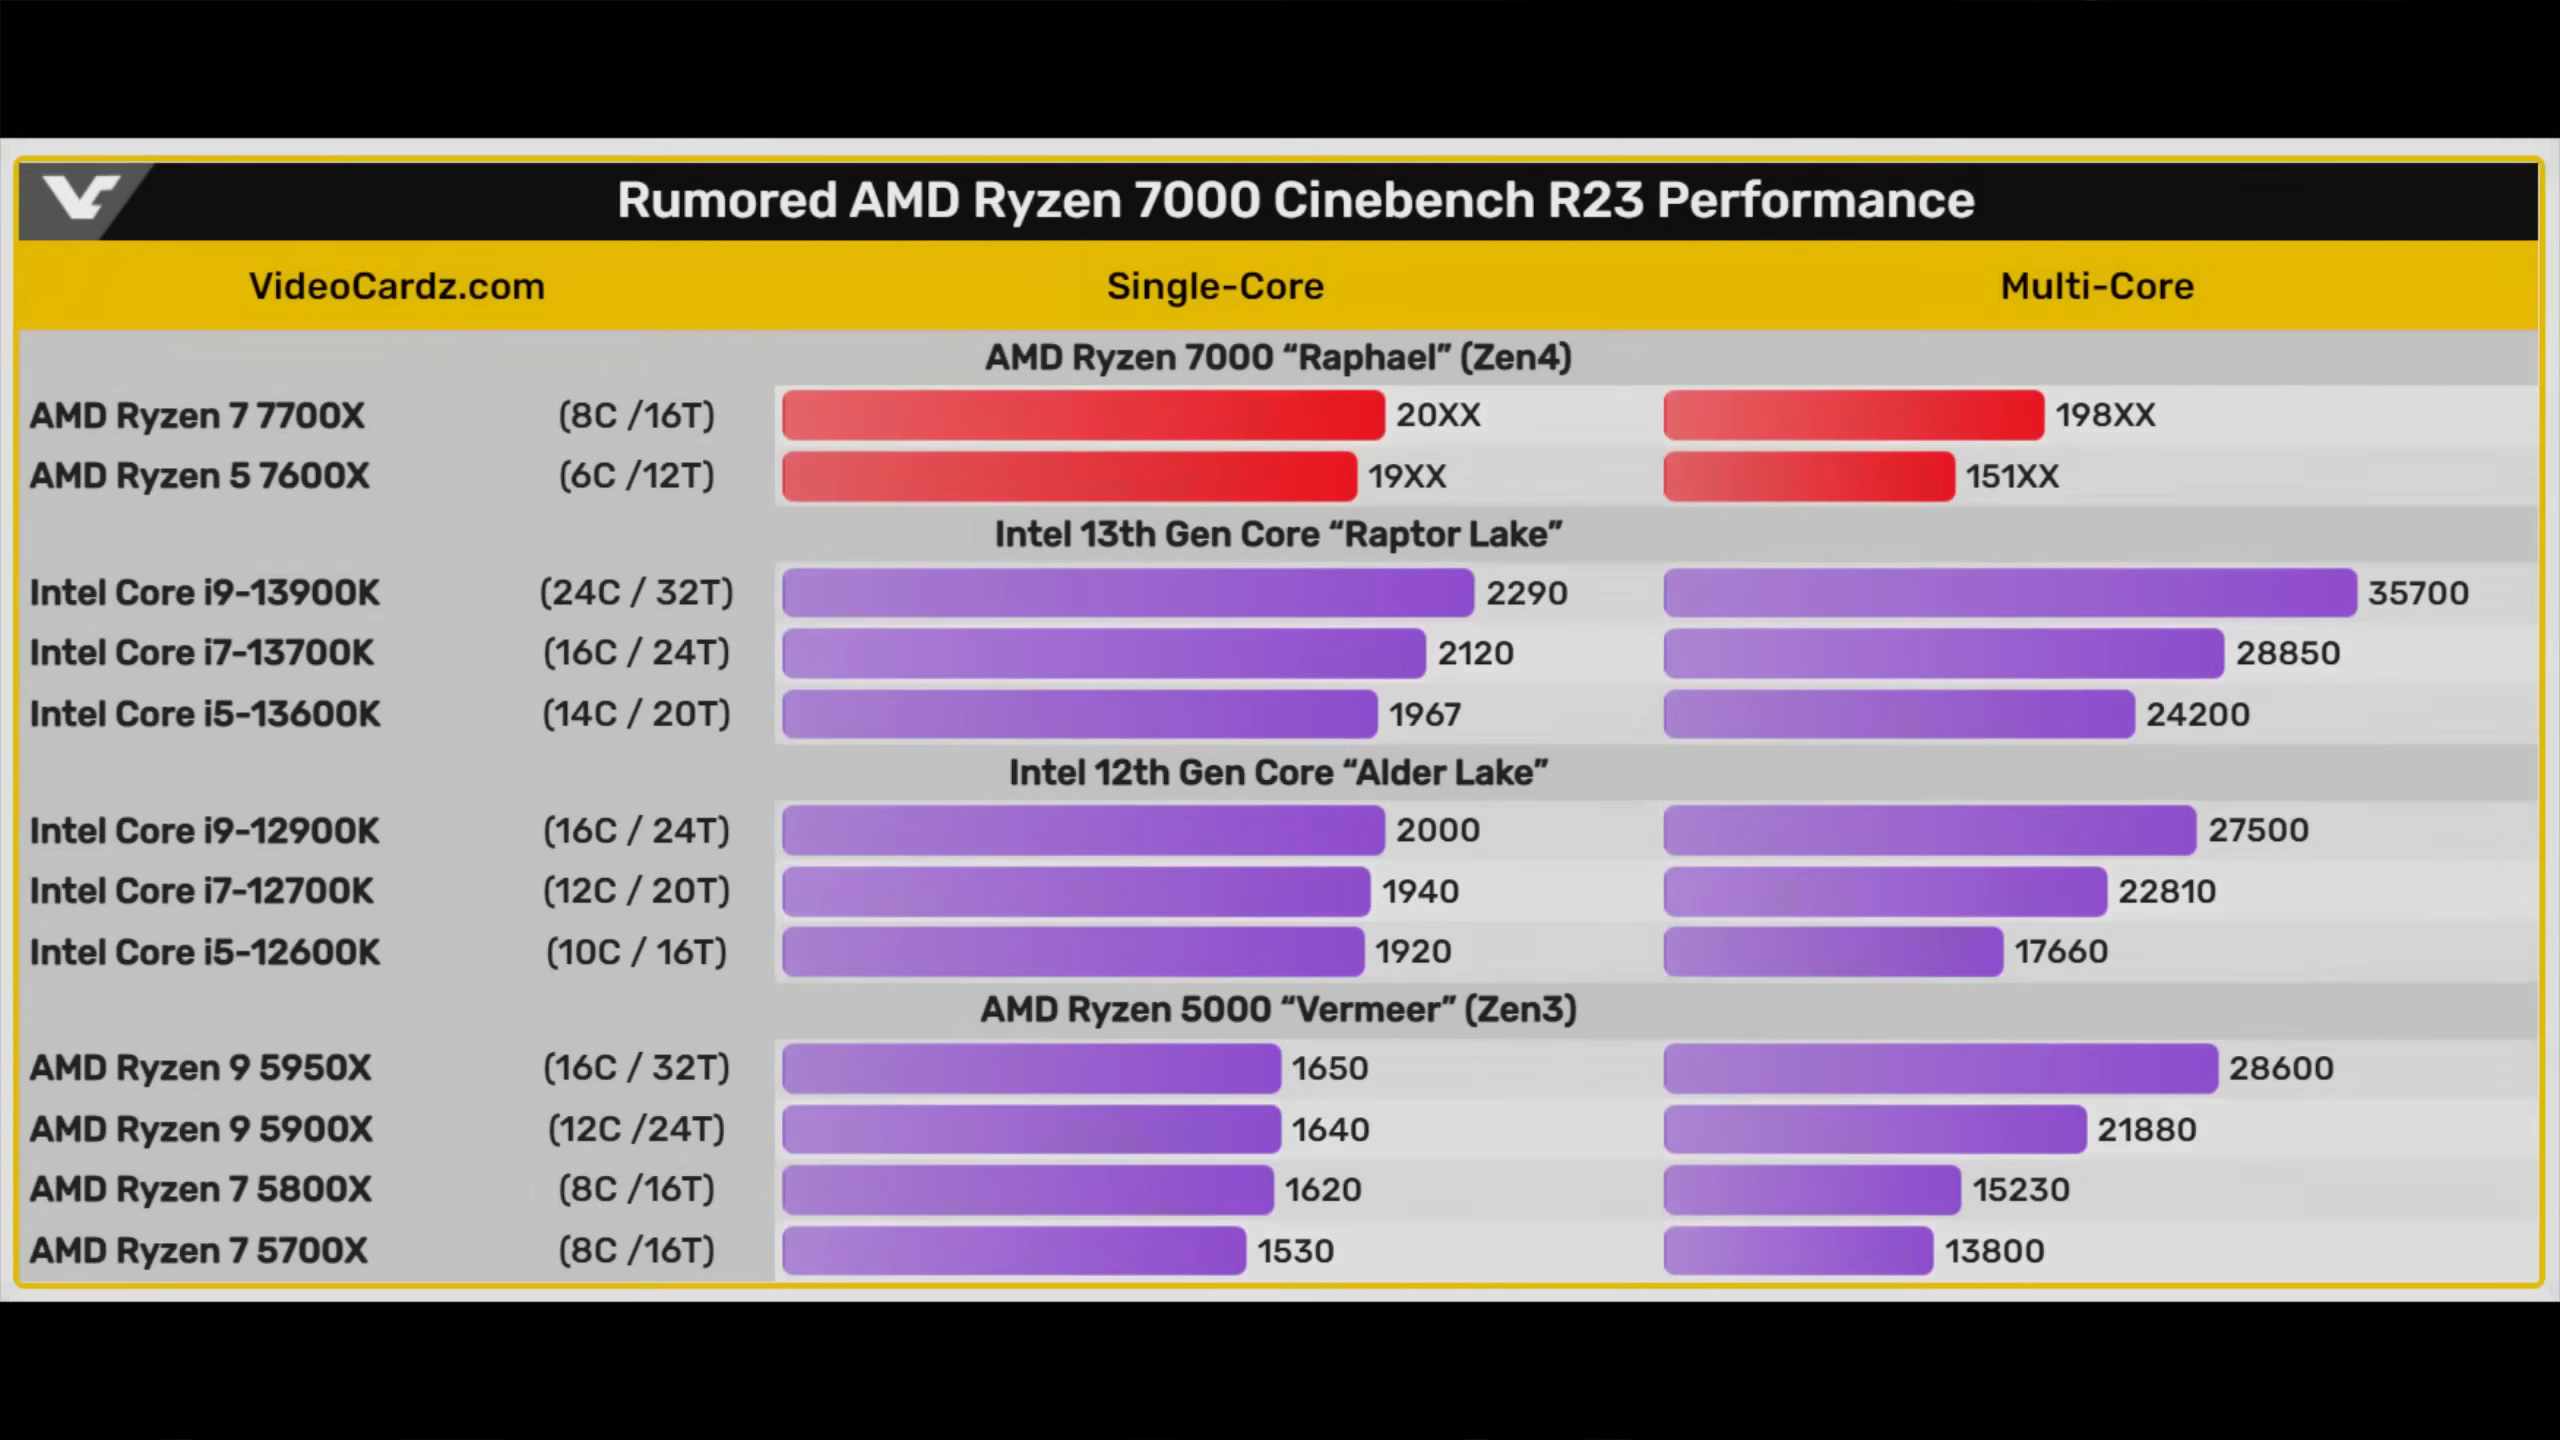 Rumored AMD Ryzen 7000 Cinebench R23 Performance
VideoCardz.com Single-Core Multi-Core
AMD Ryzen 7000 “Raphael” (Zen4)
AMD Ryzen 7 7700X (8C /16T) 20XX 198XX
AMD Ryzen 5 7600X (6C /12T) 19XX 151XX
Intel 13th Gen Core “Raptor Lake”
Intel Core i9-13900K (24C / 32T) 2290 35700
Intel Core i7-13700K (16C / 24T) 2120 28850
Intel Core i5-13600K (14C / 20T) 1967 24200
Intel 12th Gen Core “Alder Lake”
Intel Core i9-12900K (16C / 24T) 2000 27500
Intel Core i7-12700K (12C / 20T) 1940 22810
Intel Core i5-12600K (10C / 16T) 1920 17660
AMD Ryzen 5000 “Vermeer” (Zen3)
AMD Ryzen 9 5950X (16C / 32T) 1650 28600
AMD Ryzen 9 5900X (12C /24T) 1640 21880
AMD Ryzen 7 5800X (8C /16T) 1620 15230
AMD Ryzen 7 5700X (8C /16T) 1530 13800